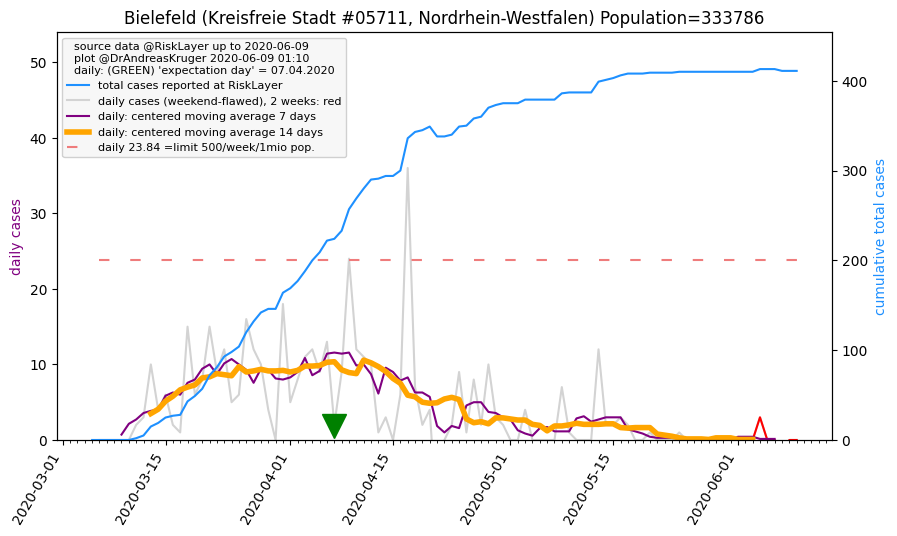 Bielefeld (Kreisfreie Stadt #05711, Nordrhein-Westfalen) Population=333786
source data @RiskLayer up to 2020-06-09
plot @DrAndreasKruger 2020-06-09 01:10
daily: (GREEN) 'expectation day' = 07.04.2020
total cases reported at RiskLayer
daily cases (weekend-flawed), 2 weeks: red
daily: centered moving average 7 days
daily: centered moving average 14 days
daily 23.84 =limit 500/week/1mio pop.
daily cases
50
40
30
20
10
0
cumulative total cases
400
300
200
100
0
2020-03-01
2020-03-15
2020-04-01
2020-04-15
2020-05-01
2020-05-15
2020-06-01